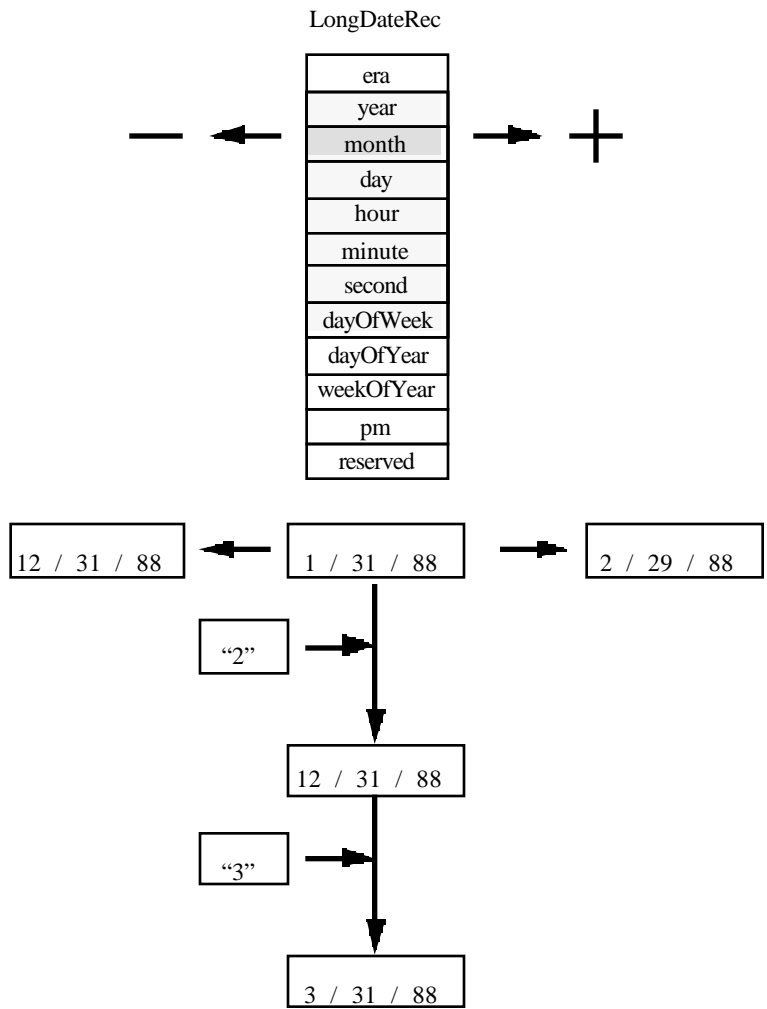 LongDateRec
era
year
month
day
hour
minute
second
dayOfWeek
dayOfYear
weekOfYear
pm
reserved
12 / 31 / 88
1 / 31 / 88
2 / 29 / 88
“2”
12 / 31 / 88
“3”
3 / 31 / 88